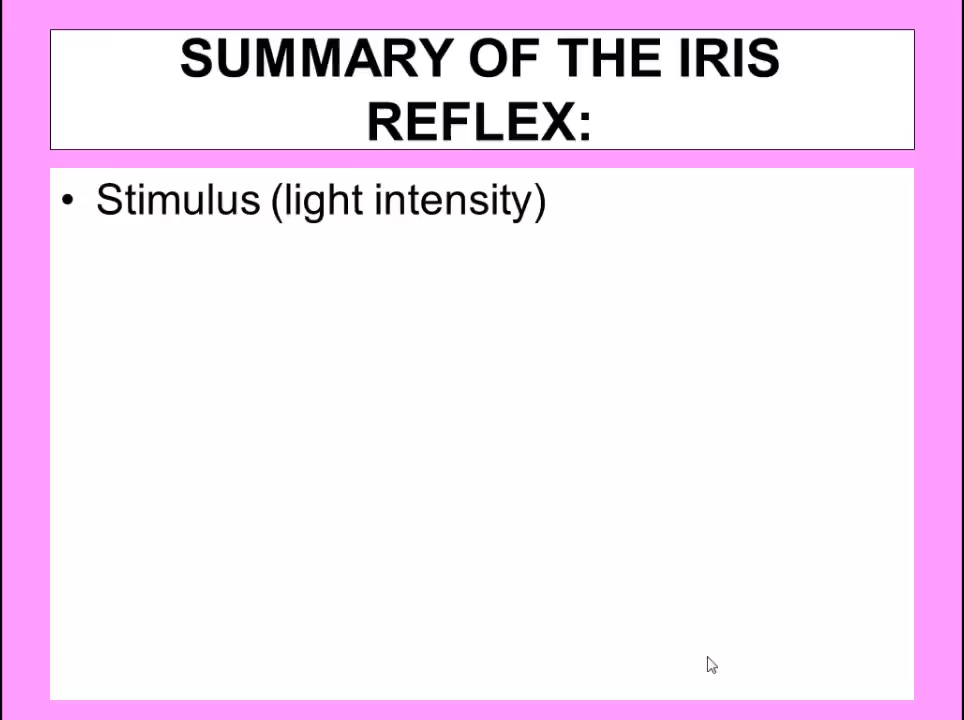 SUMMARY OF THE IRIS
REFLEX:
• Stimulus (light intensity)